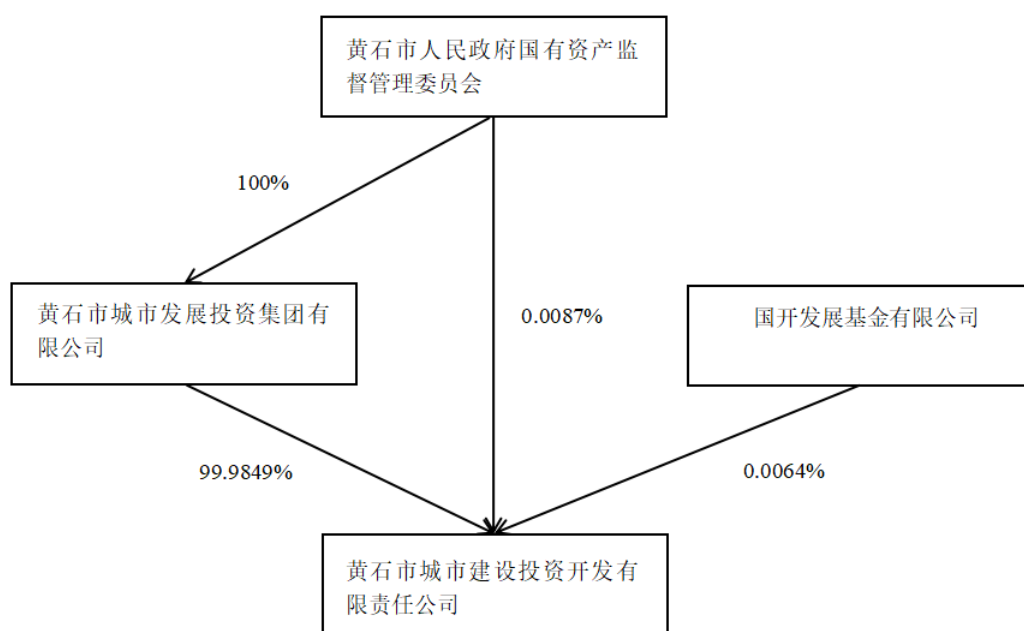 黄石市人民政府国有资产监
督管理委员会
100%
黄石市城市发展投资集团有
限公司
0.0087%
国开发展基金有限公司
99.9849%
0.0064%
黄石市城市建设投资开发有
限责任公司